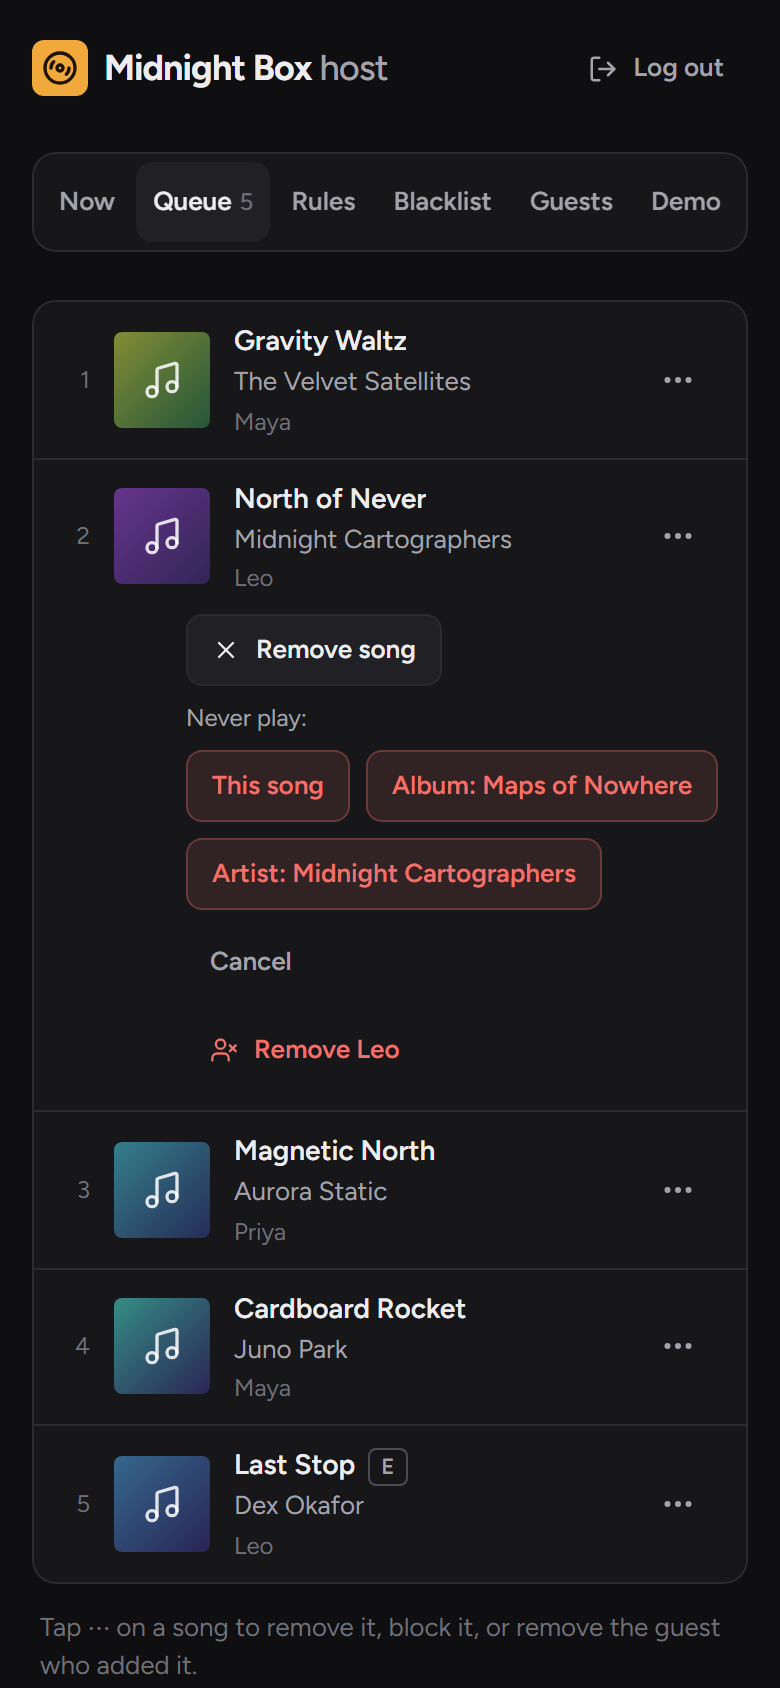 Midnight Box host
Log out
Now
Queue 5
Rules
Blacklist
Guests
Demo
1
Gravity Waltz
The Velvet Satellites
Maya
2
North of Never
Midnight Cartographers
Leo
Remove song
Never play:
This song
Album: Maps of Nowhere
Artist: Midnight Cartographers
Cancel
Remove Leo
3
Magnetic North
Aurora Static
Priya
4
Cardboard Rocket
Juno Park
Maya
5
Last Stop E
Dex Okafor
Leo
Tap ··· on a song to remove it, block it, or remove the guest
who added it.